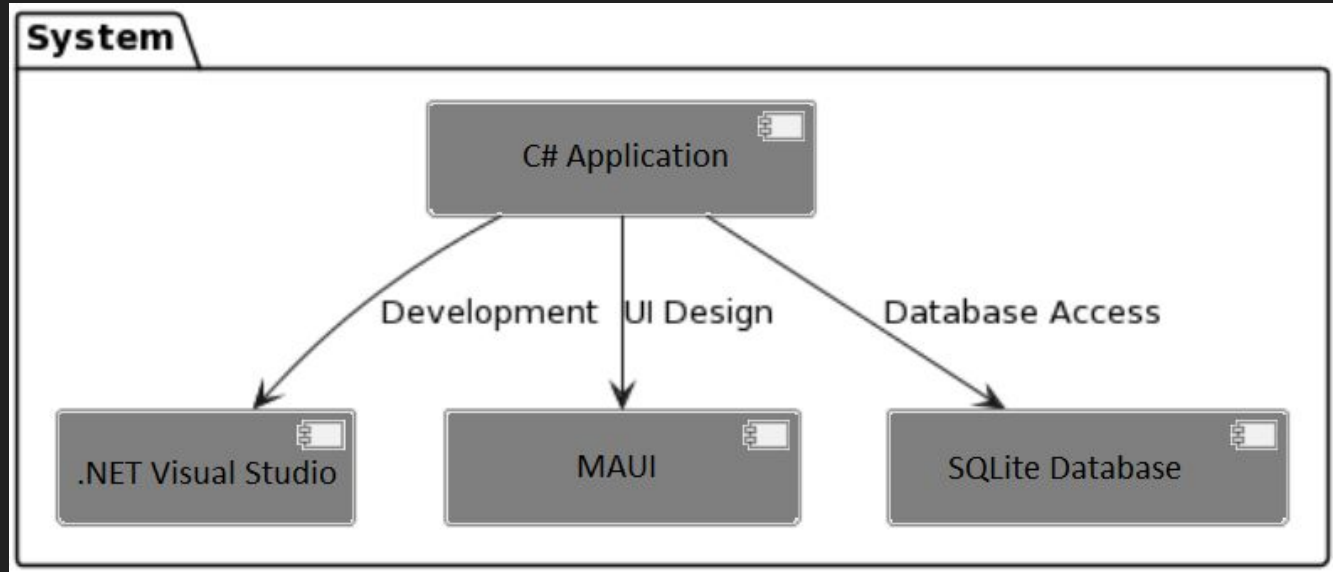 System
C# Application
Development
UI Design
Database Access
.NET Visual Studio
MAUI
SQLite Database